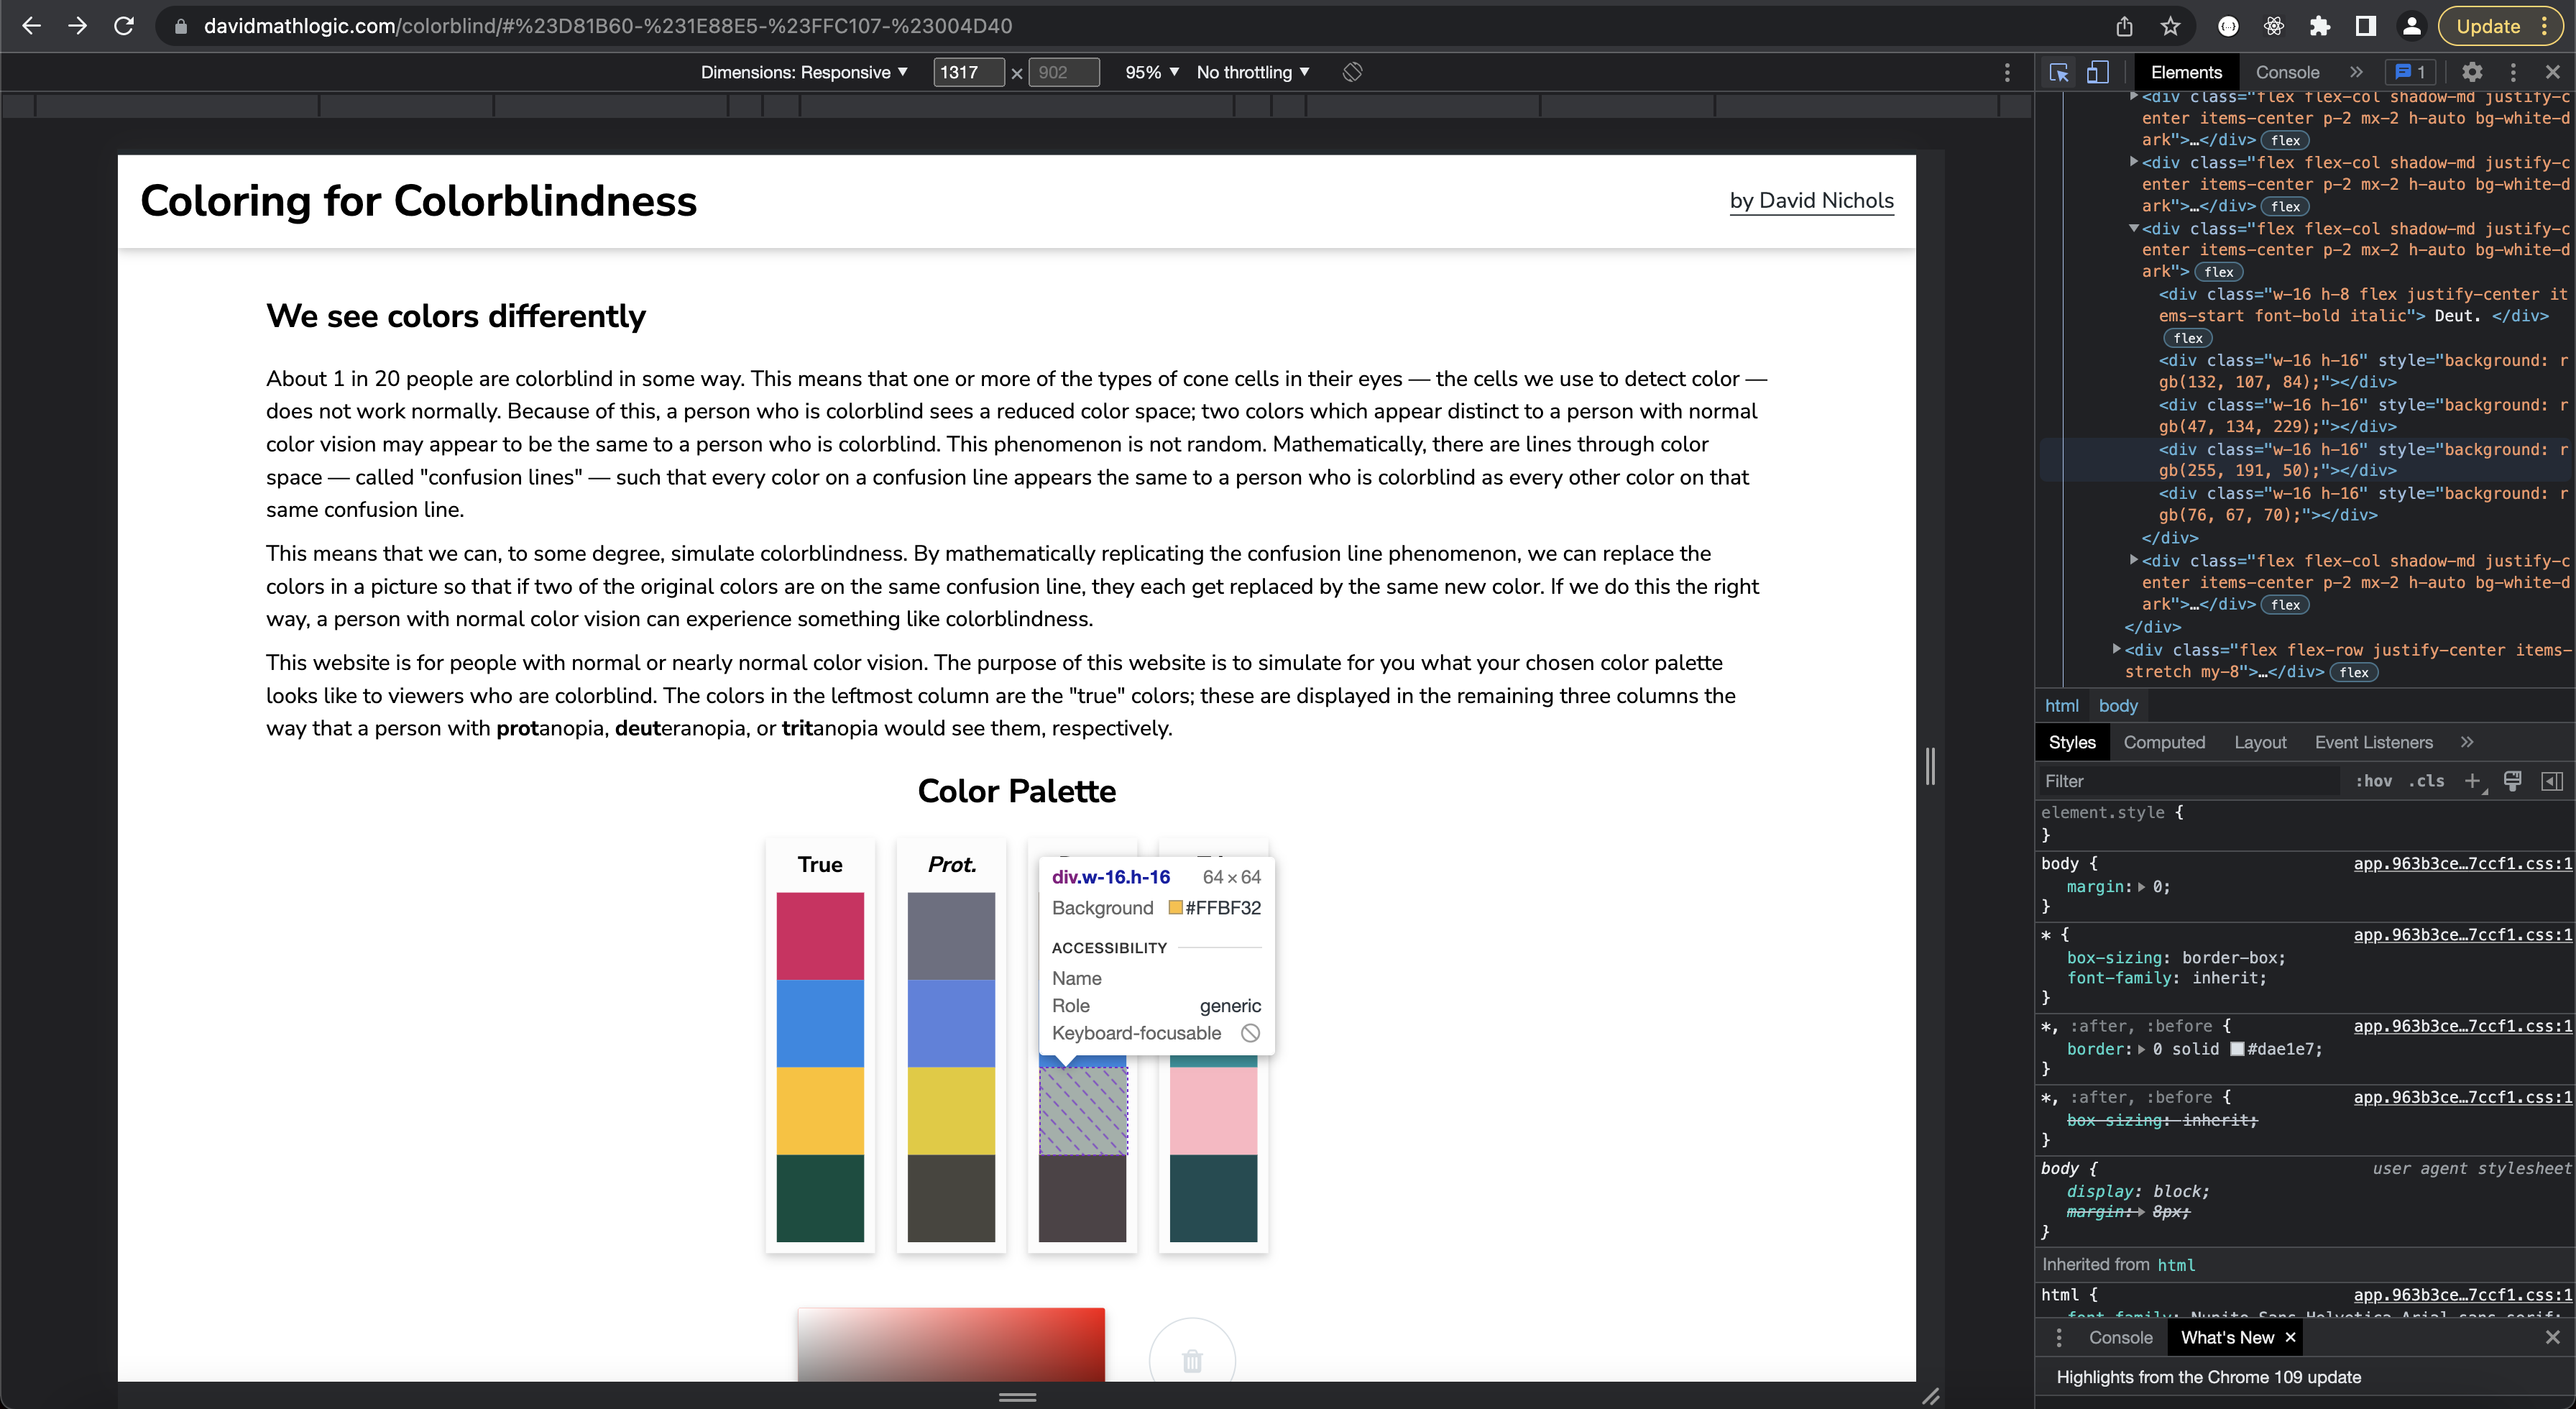 davidmathlogic.com/colorblind/#%23D81B60-%231E88E5-%23FFC107-%23004D40
Update
Dimensions: Responsive ▼ 1317 × 902 95% ▼ No throttling ▼
Elements Console » 1
Coloring for Colorblindness
by David Nichols
We see colors differently
About 1 in 20 people are colorblind in some way. This means that one or more of the types of cone cells in their eyes — the cells we use to detect color —
does not work normally. Because of this, a person who is colorblind sees a reduced color space; two colors which appear distinct to a person with normal
color vision may appear to be the same to a person who is colorblind. This phenomenon is not random. Mathematically, there are lines through color
space — called "confusion lines" — such that every color on a confusion line appears the same to a person who is colorblind as every other color on that
same confusion line.
This means that we can, to some degree, simulate colorblindness. By mathematically replicating the confusion line phenomenon, we can replace the
colors in a picture so that if two of the original colors are on the same confusion line, they each get replaced by the same new color. If we do this the right
way, a person with normal color vision can experience something like colorblindness.
This website is for people with normal or nearly normal color vision. The purpose of this website is to simulate for you what your chosen color palette
looks like to viewers who are colorblind. The colors in the leftmost column are the "true" colors; these are displayed in the remaining three columns the
way that a person with protanopia, deuteranopia, or tritanopia would see them, respectively.
Color Palette
True
Prot.
div.w-16.h-16 64 × 64
Background #FFBF32
ACCESSIBILITY
Name
Role generic
Keyboard-focusable
<div class="flex flex-col shadow-md justify-c
enter items-center p-2 mx-2 h-auto bg-white-d
ark">…</div> flex
<div class="flex flex-col shadow-md justify-c
enter items-center p-2 mx-2 h-auto bg-white-d
ark">…</div> flex
<div class="flex flex-col shadow-md justify-c
enter items-center p-2 mx-2 h-auto bg-white-d
ark"> flex
<div class="w-16 h-8 flex justify-center it
ems-start font-bold italic"> Deut. </div>
flex
<div class="w-16 h-16" style="background: r
gb(132, 107, 84);"></div>
<div class="w-16 h-16" style="background: r
gb(47, 134, 229);"></div>
<div class="w-16 h-16" style="background: r
gb(255, 191, 50);"></div>
<div class="w-16 h-16" style="background: r
gb(76, 67, 70);"></div>
</div>
<div class="flex flex-col shadow-md justify-c
enter items-center p-2 mx-2 h-auto bg-white-d
ark">…</div> flex
</div>
<div class="flex flex-row justify-center items-
stretch my-8">…</div> flex
html body
Styles Computed Layout Event Listeners »
Filter :hov .cls +
element.style {
}
body { app.963b3ce…7ccf1.css:1
margin: 0;
}
* { app.963b3ce…7ccf1.css:1
box-sizing: border-box;
font-family: inherit;
}
*, :after, :before { app.963b3ce…7ccf1.css:1
border: 0 solid #dae1e7;
}
*, :after, :before { app.963b3ce…7ccf1.css:1
box-sizing: inherit;
}
body { user agent stylesheet
display: block;
margin: 8px;
}
Inherited from html
html { app.963b3ce…7ccf1.css:1
Console What's New ×
Highlights from the Chrome 109 update